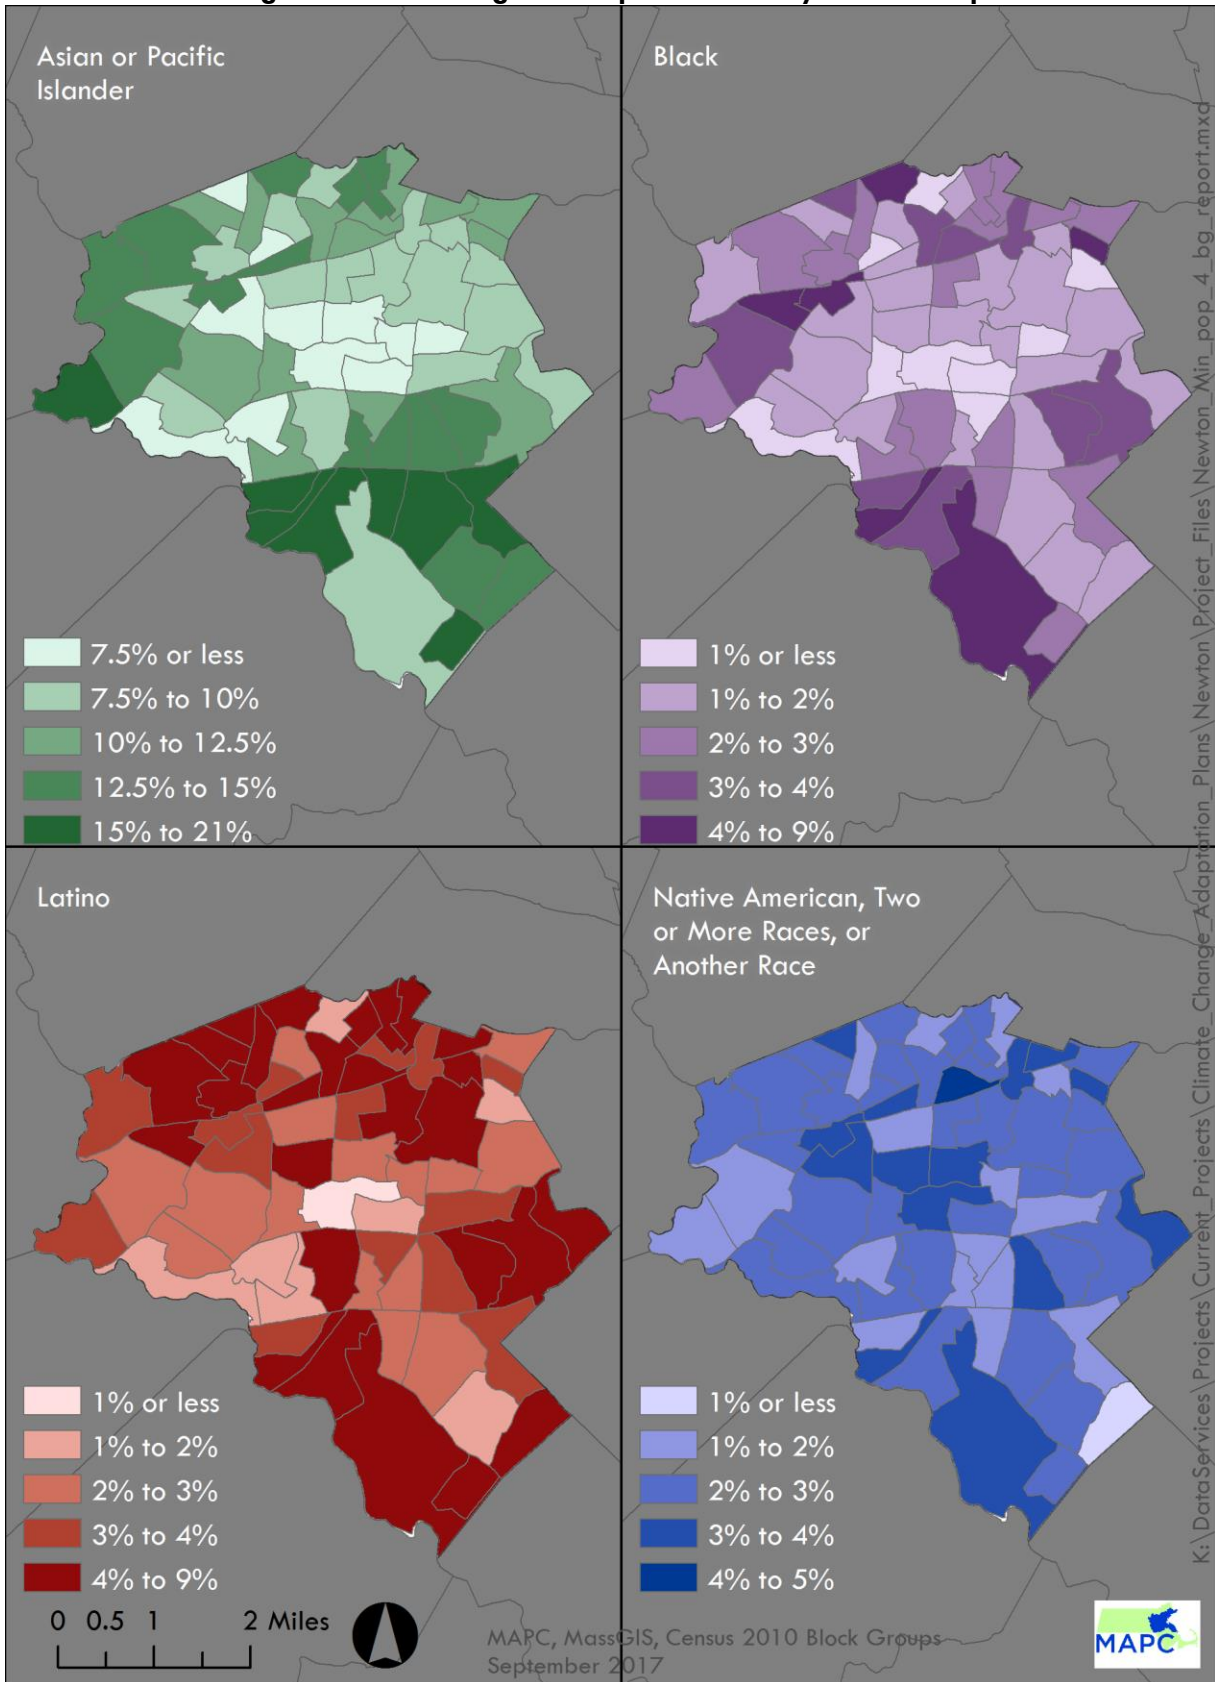 Asian or Pacific
Islander
7.5% or less
7.5% to 10%
10% to 12.5%
12.5% to 15%
15% to 21%
Black
1% or less
1% to 2%
2% to 3%
3% to 4%
4% to 9%
Latino
1% or less
1% to 2%
2% to 3%
3% to 4%
4% to 9%
0 0.5 1 2 Miles
Native American, Two
or More Races, or
Another Race
1% or less
1% to 2%
2% to 3%
3% to 4%
4% to 5%
MAPC, MassGIS, Census 2010 Block Groups
September 2017
MAPC
K:\DataServices\Projects\Current_Projects\Climate_Change_Adaptation_Plans\Newton\Project_Files\Newton_Min_pop_4_bg_report.mxd